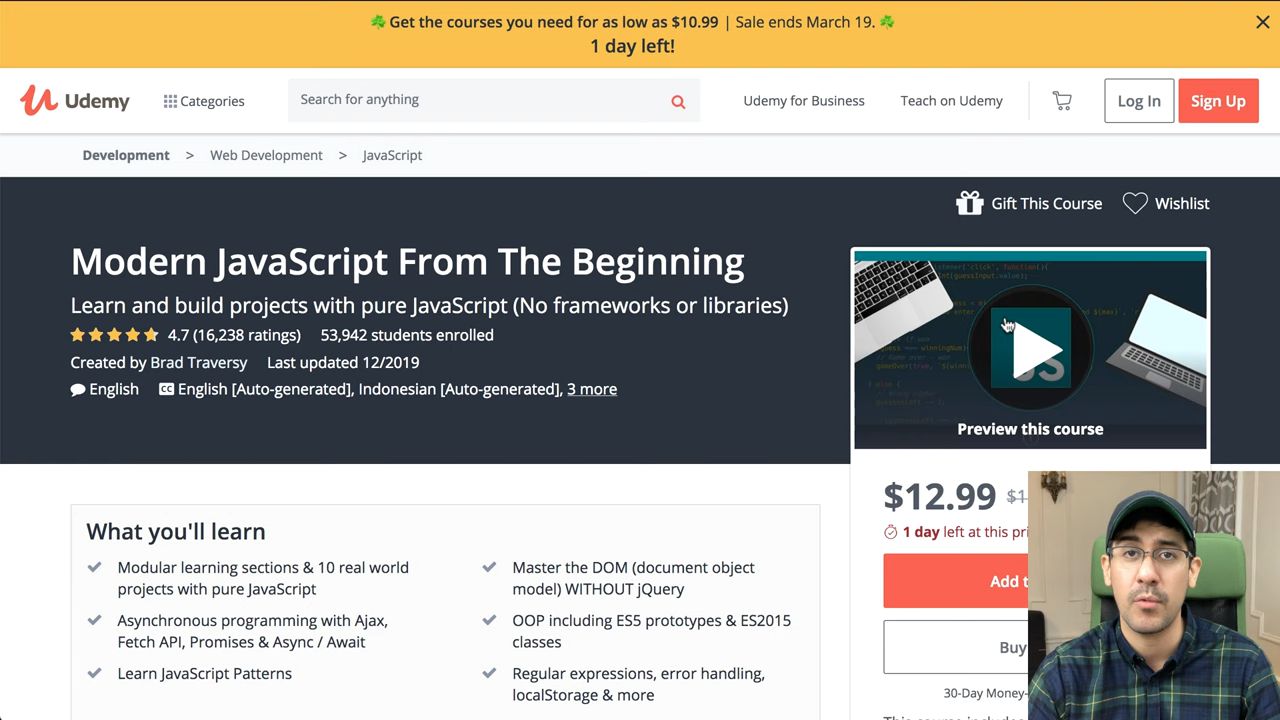 ☘️ Get the courses you need for as low as $10.99 | Sale ends March 19. ☘️
1 day left!
Udemy
Categories
Search for anything
Udemy for Business
Teach on Udemy
Log In
Sign Up
Development > Web Development > JavaScript
Gift This Course
Wishlist
Modern JavaScript From The Beginning
Learn and build projects with pure JavaScript (No frameworks or libraries)
4.7 (16,238 ratings) 53,942 students enrolled
Created by Brad Traversy Last updated 12/2019
English CC English [Auto-generated], Indonesian [Auto-generated], 3 more
JS
Preview this course
$12.99 $1
1 day left at this pri
Add t
Buy
30-Day Money-
What you'll learn
Modular learning sections & 10 real world
projects with pure JavaScript
Asynchronous programming with Ajax,
Fetch API, Promises & Async / Await
Learn JavaScript Patterns
Master the DOM (document object
model) WITHOUT jQuery
OOP including ES5 prototypes & ES2015
classes
Regular expressions, error handling,
localStorage & more